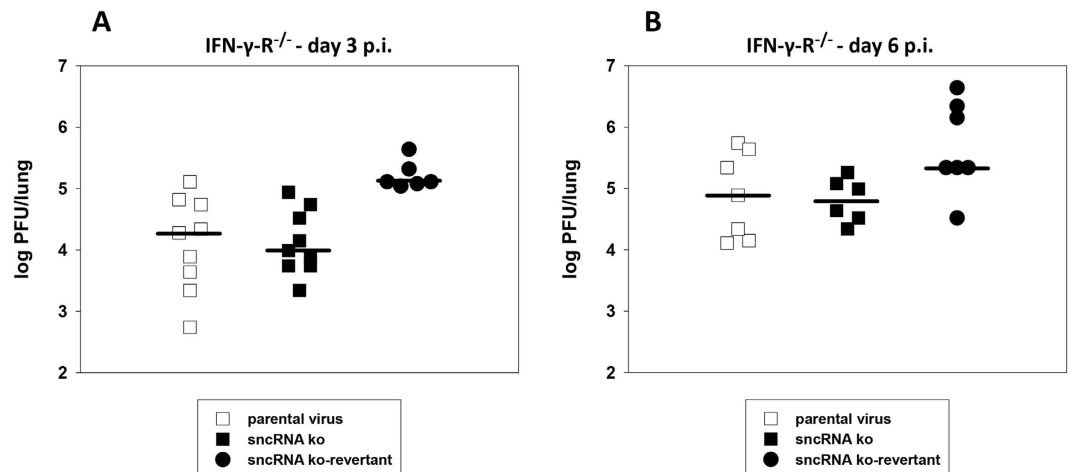 A
IFN-γ-R-/- - day 3 p.i.
7
6
5
4
3
2
log PFU/lung
parental virus
sncRNA ko
sncRNA ko-revertant
B
IFN-γ-R-/- - day 6 p.i.
7
6
5
4
3
2
log PFU/lung
parental virus
sncRNA ko
sncRNA ko-revertant